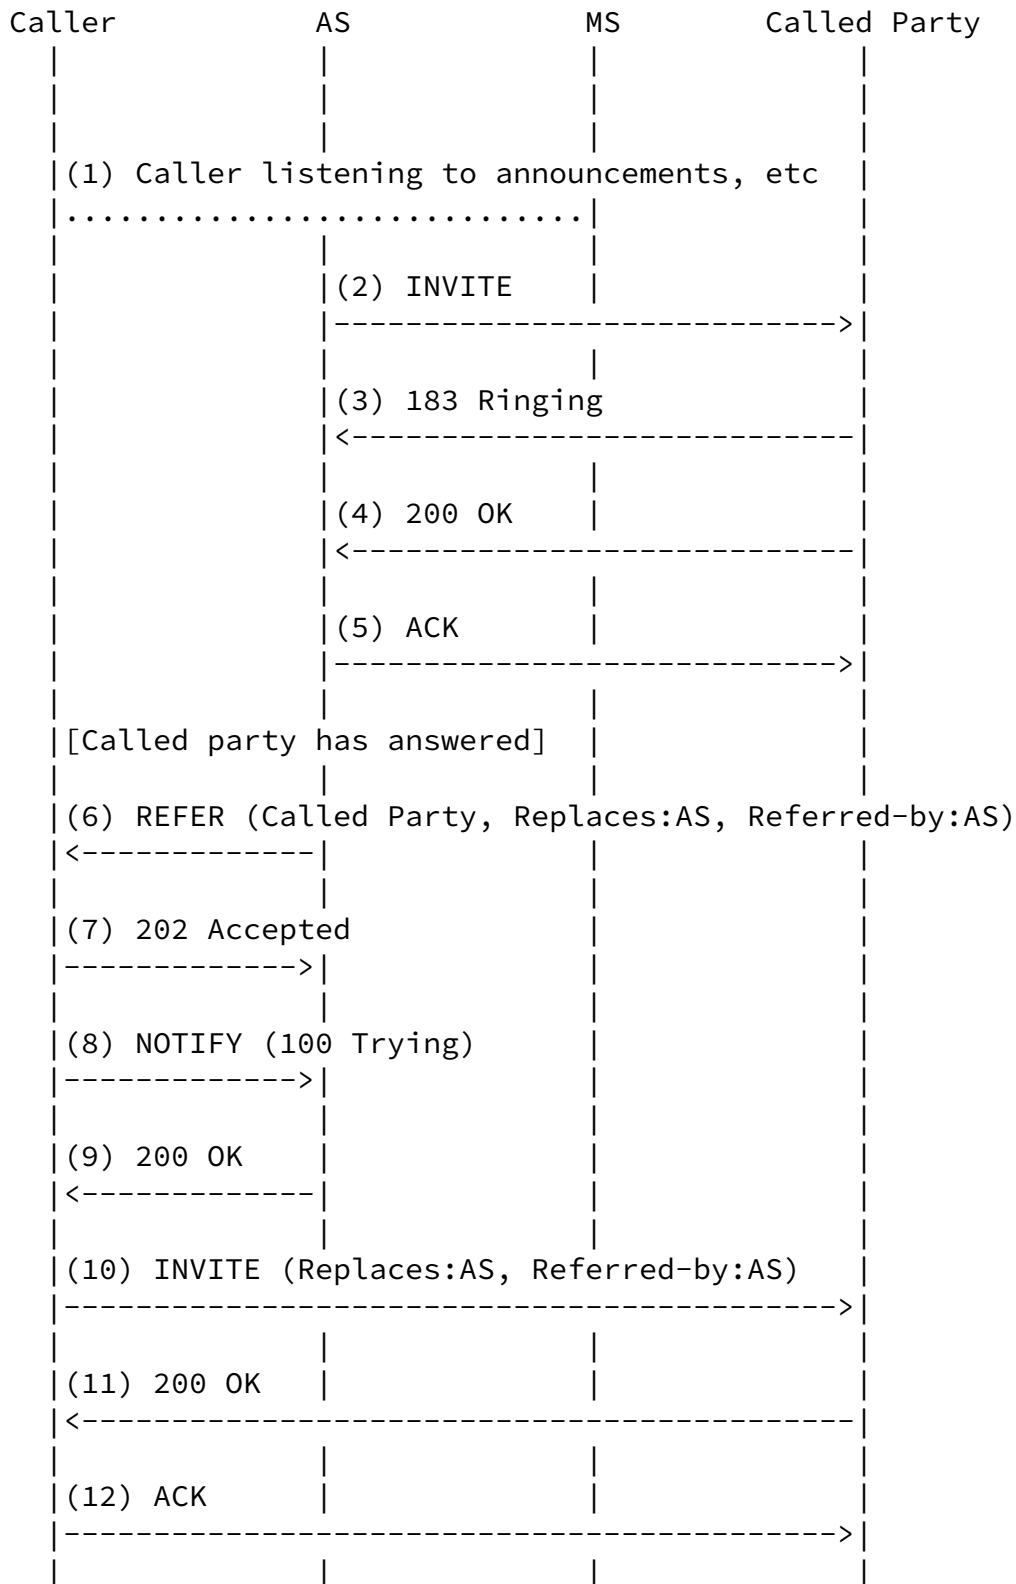 Caller AS MS Called Party
(1) Caller listening to announcements, etc
(2) INVITE
(3) 183 Ringing
(4) 200 OK
(5) ACK
[Called party has answered]
(6) REFER (Called Party, Replaces:AS, Referred-by:AS)
(7) 202 Accepted
(8) NOTIFY (100 Trying)
(9) 200 OK
(10) INVITE (Replaces:AS, Referred-by:AS)
(11) 200 OK
(12) ACK